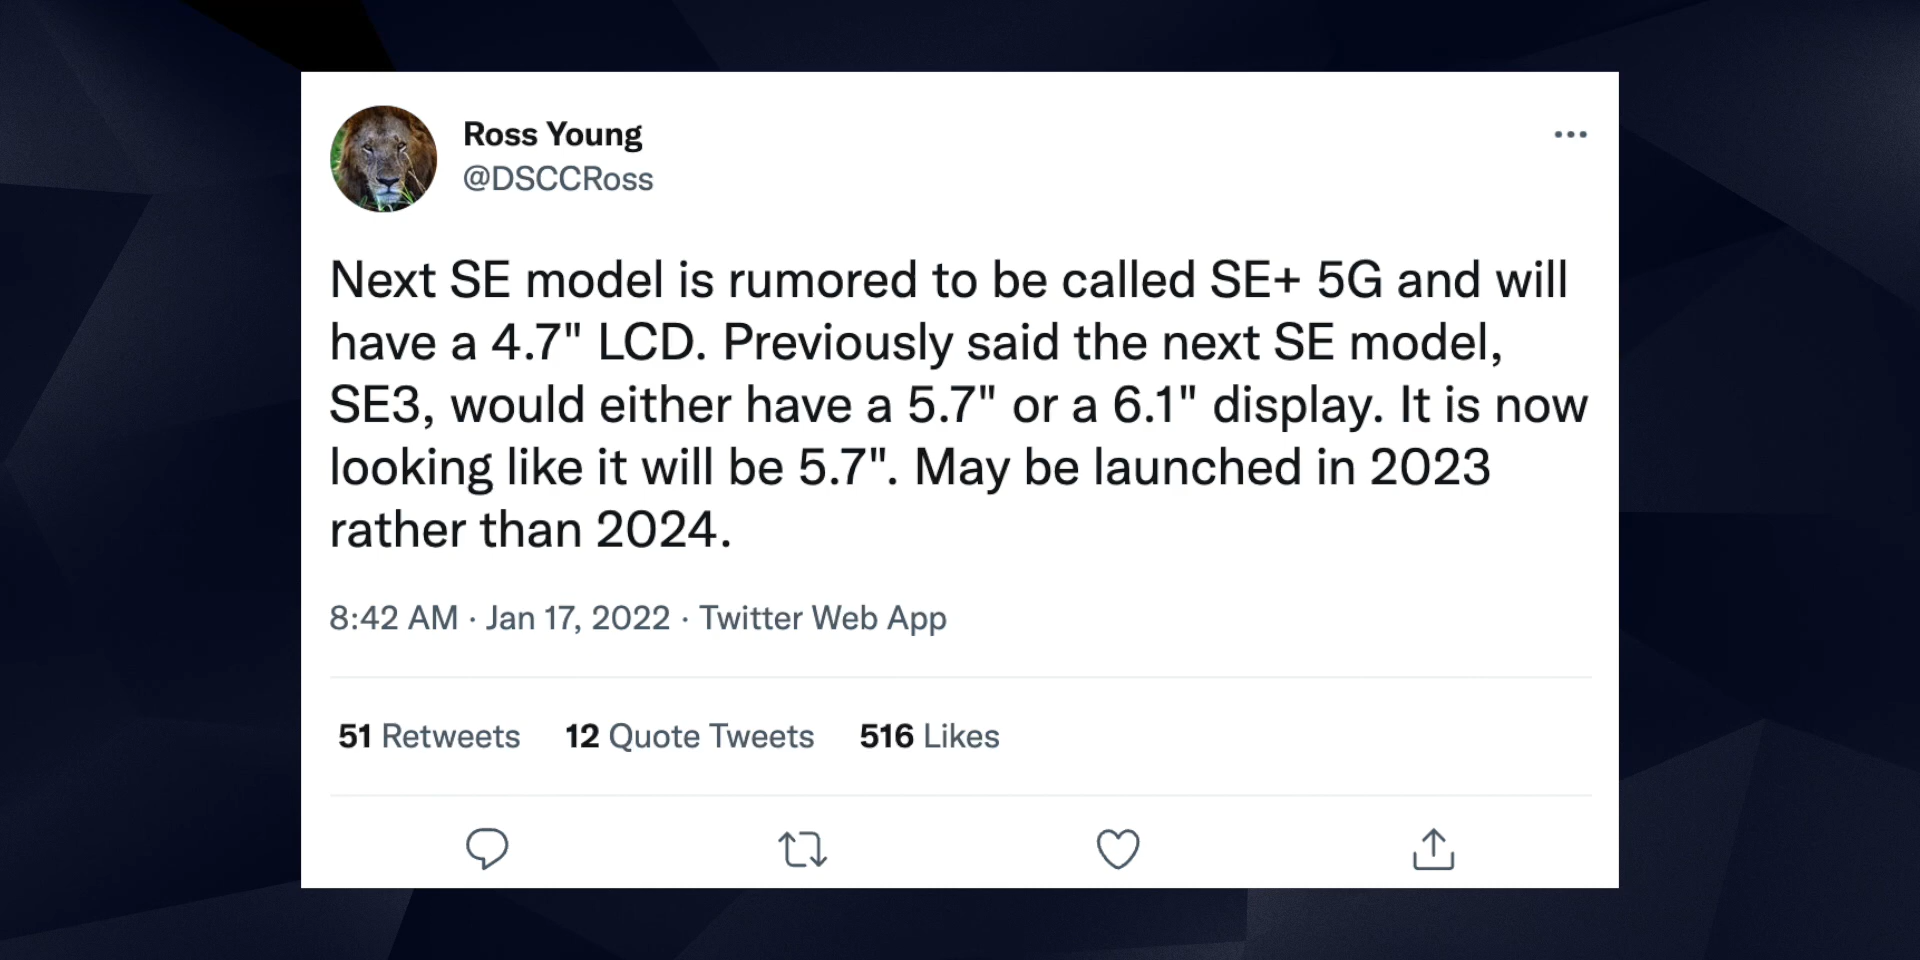 Ross Young
@DSCCRoss
Next SE model is rumored to be called SE+ 5G and will
have a 4.7" LCD. Previously said the next SE model,
SE3, would either have a 5.7" or a 6.1" display. It is now
looking like it will be 5.7". May be launched in 2023
rather than 2024.
8:42 AM · Jan 17, 2022 · Twitter Web App
51 Retweets 12 Quote Tweets 516 Likes